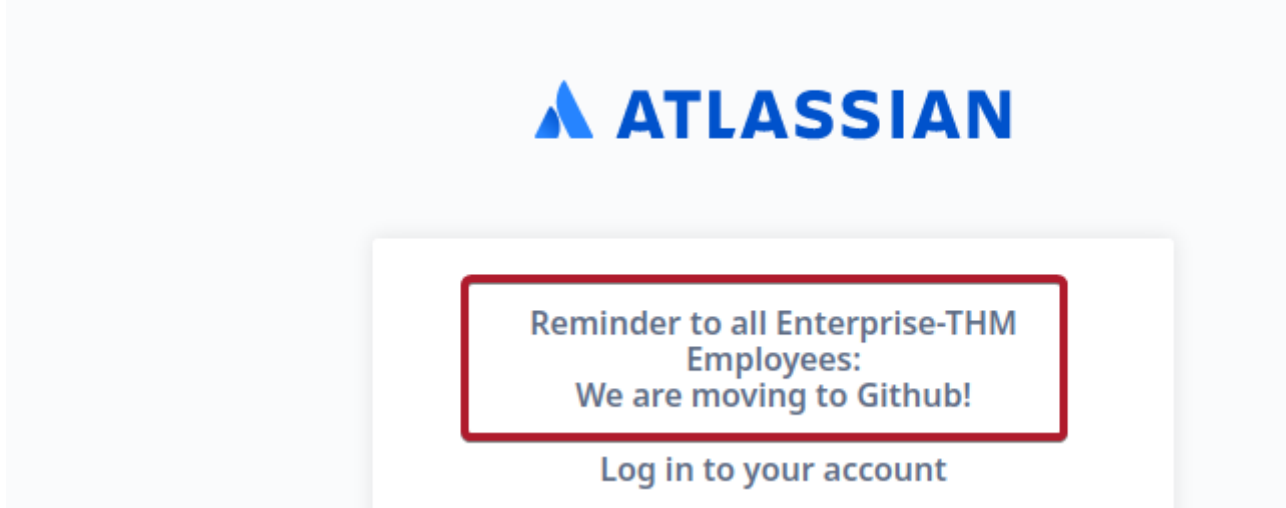 ATLASSIAN
Reminder to all Enterprise-THM
Employees:
We are moving to Github!
Log in to your account